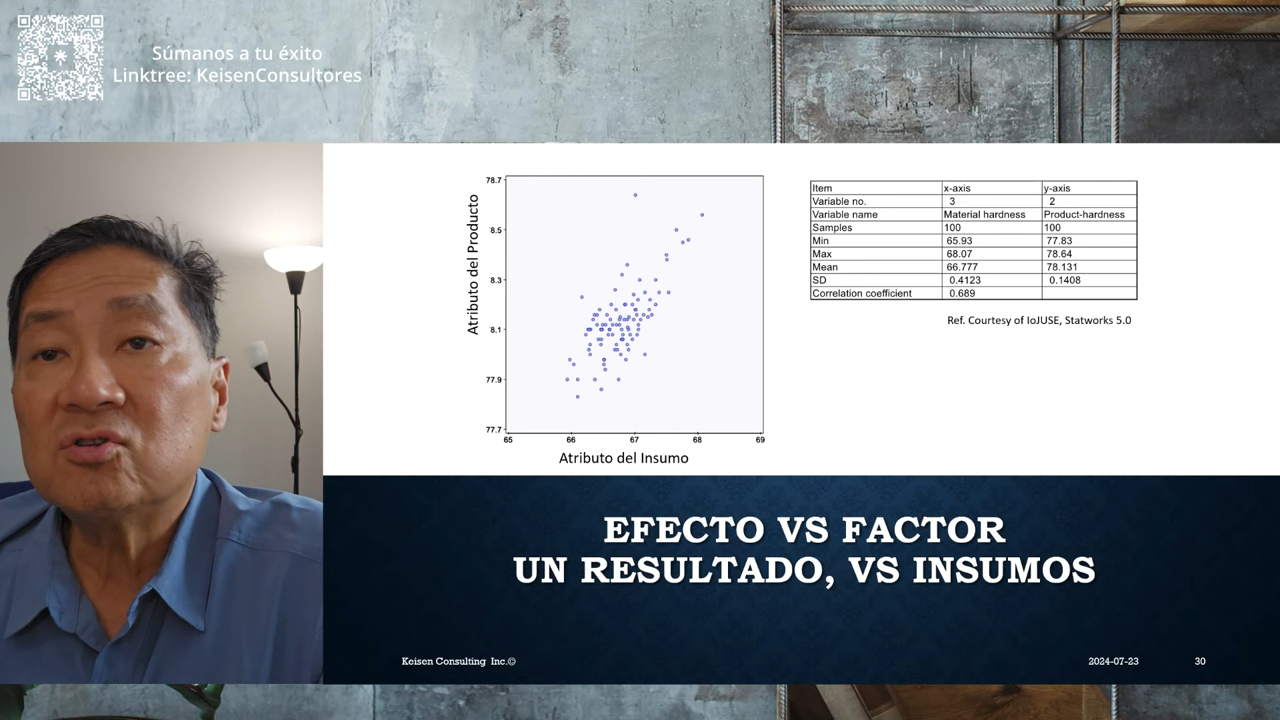 Súmanos a tu éxito
Linktree: KeisenConsultores
Atributo del Producto
78.7
8.5
8.3
8.1
77.9
77.7
65 66 67 68 69
Atributo del Insumo
Item x-axis y-axis
Variable no. 3 2
Variable name Material hardness Product-hardness
Samples 100 100
Min 65.93 77.83
Max 68.07 78.64
Mean 66.777 78.131
SD 0.4123 0.1408
Correlation coefficient 0.689
Ref. Courtesy of IoJUSE, Statworks 5.0
EFECTO VS FACTOR
UN RESULTADO, VS INSUMOS
Keisen Consulting Inc.© 2024-07-23 30